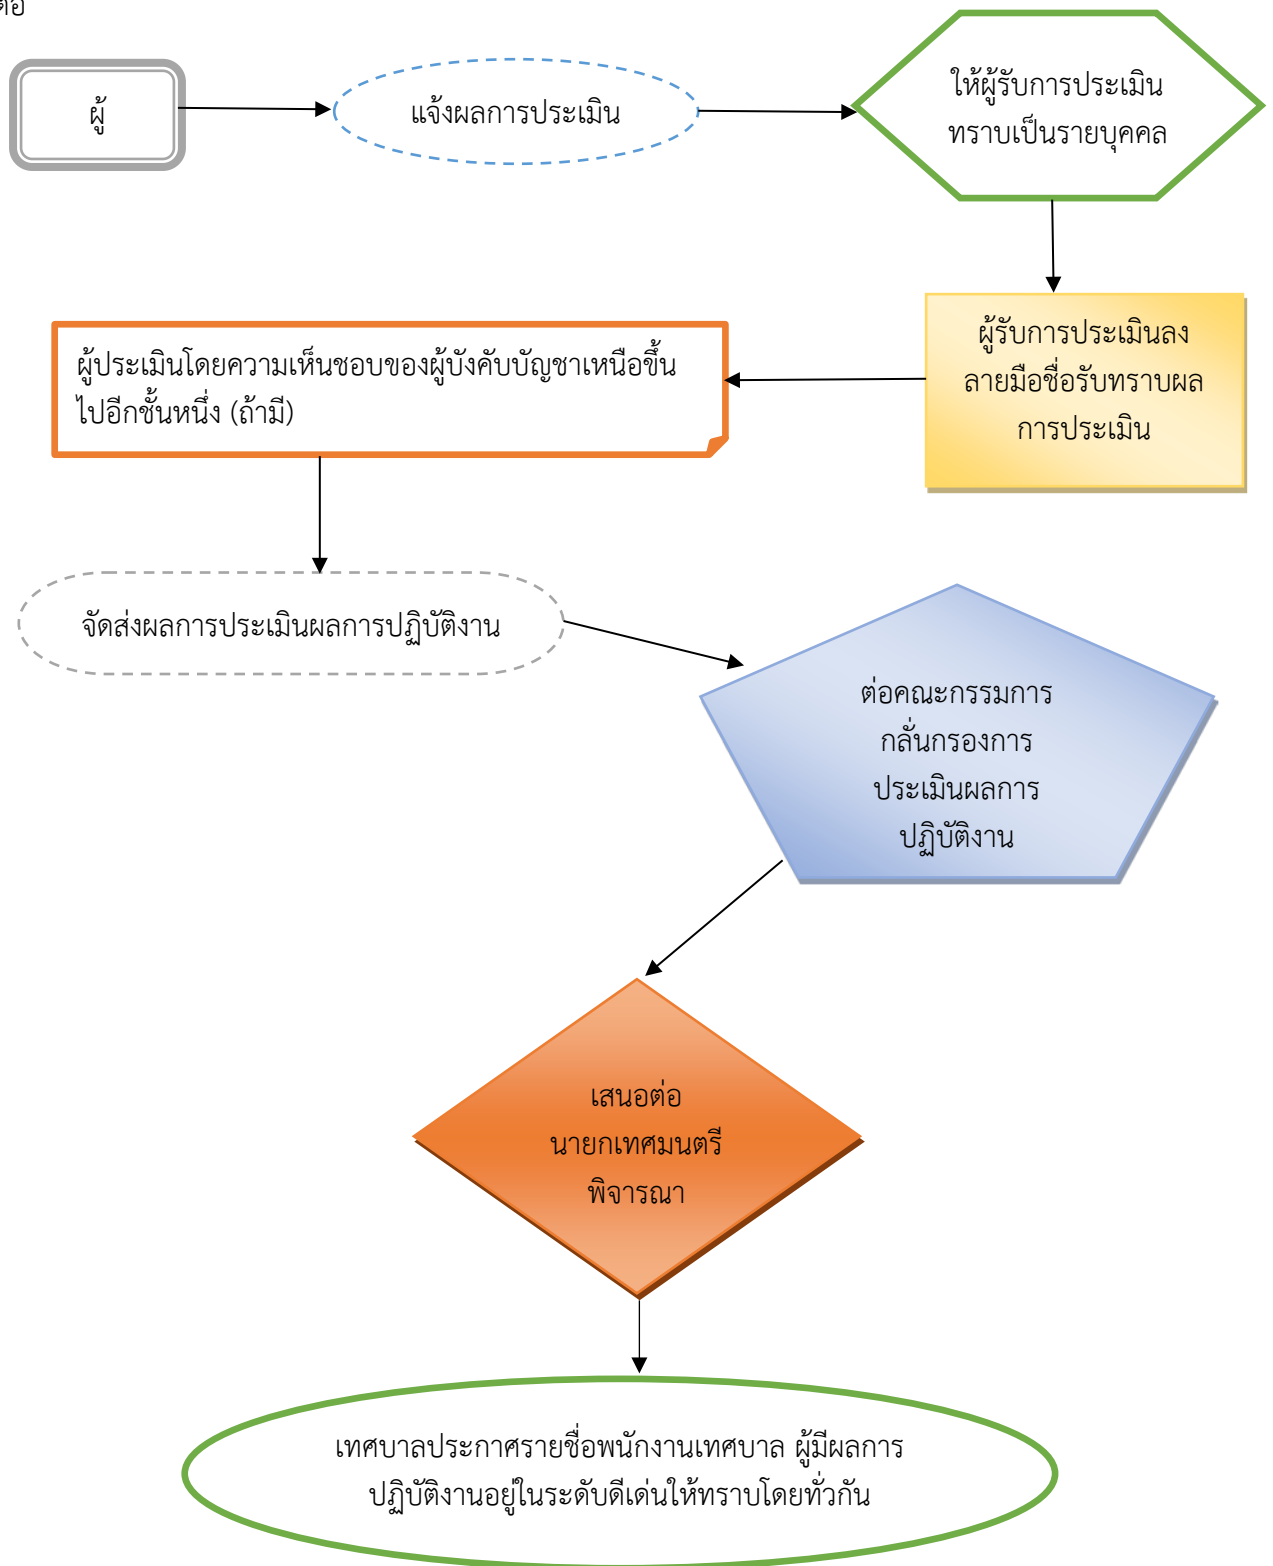 ต่อ
ผู้
แจ้งผลการประเมิน
ให้ผู้รับการประเมิน
ทราบเป็นรายบุคคล
ผู้รับการประเมินลง
ลายมือชื่อรับทราบผล
การประเมิน
ผู้ประเมินโดยความเห็นชอบของผู้บังคับบัญชาเหนือขึ้น
ไปอีกชั้นหนึ่ง (ถ้ามี)
จัดส่งผลการประเมินผลการปฏิบัติงาน
ต่อคณะกรรมการ
กลั่นกรองการ
ประเมินผลการ
ปฏิบัติงาน
เสนอต่อ
นายกเทศมนตรี
พิจารณา
เทศบาลประกาศรายชื่อพนักงานเทศบาล ผู้มีผลการ
ปฏิบัติงานอยู่ในระดับดีเด่นให้ทราบโดยทั่วกัน